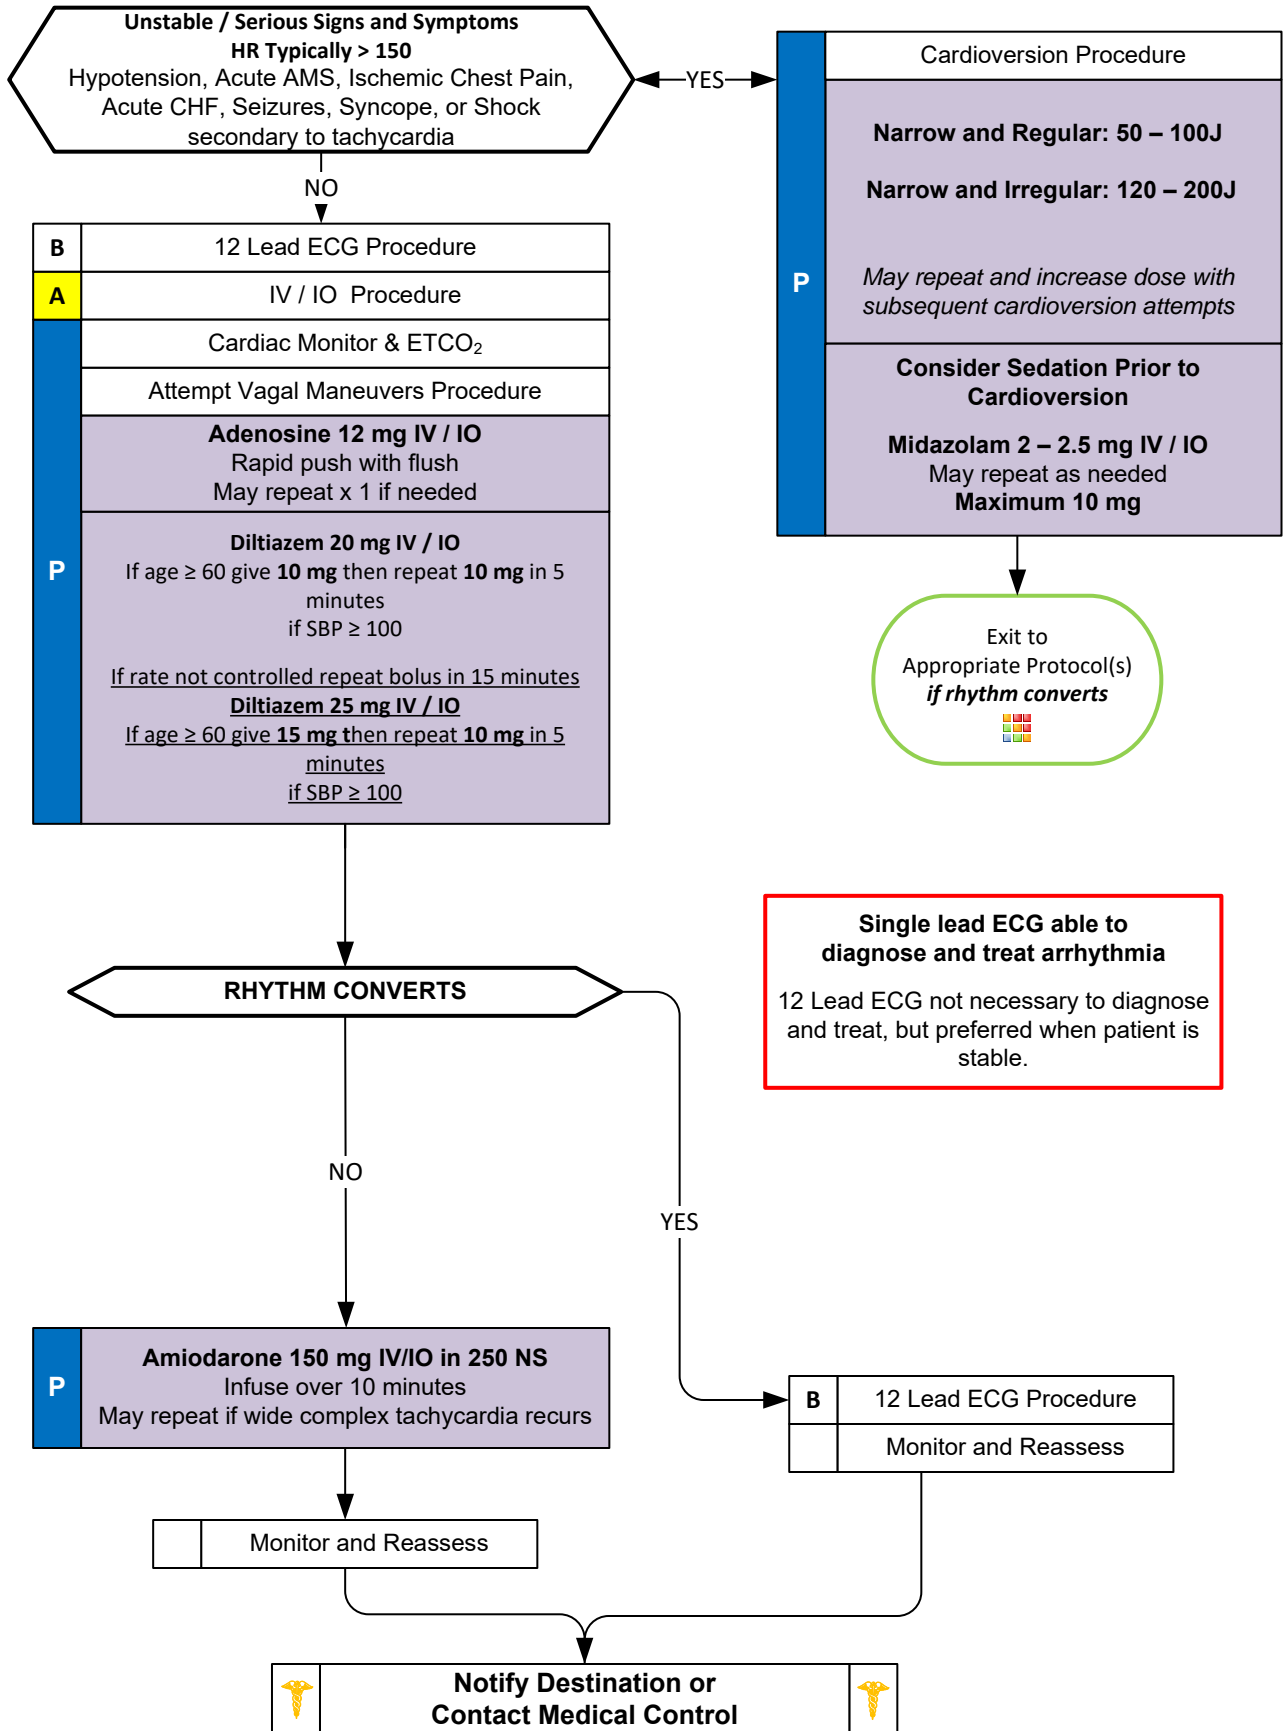 Unstable / Serious Signs and Symptoms
HR Typically > 150
Hypotension, Acute AMS, Ischemic Chest Pain,
Acute CHF, Seizures, Syncope, or Shock
secondary to tachycardia
YES
NO
Cardioversion Procedure
P
Narrow and Regular: 50 – 100J
Narrow and Irregular: 120 – 200J
May repeat and increase dose with
subsequent cardioversion attempts
Consider Sedation Prior to
Cardioversion
Midazolam 2 – 2.5 mg IV / IO
May repeat as needed
Maximum 10 mg
Exit to
Appropriate Protocol(s)
if rhythm converts
B
12 Lead ECG Procedure
A
IV / IO Procedure
P
Cardiac Monitor & ETCO2
Attempt Vagal Maneuvers Procedure
Adenosine 12 mg IV / IO
Rapid push with flush
May repeat x 1 if needed
Diltiazem 20 mg IV / IO
If age ≥ 60 give 10 mg then repeat 10 mg in 5
minutes
if SBP ≥ 100
If rate not controlled repeat bolus in 15 minutes
Diltiazem 25 mg IV / IO
If age ≥ 60 give 15 mg then repeat 10 mg in 5
minutes
if SBP ≥ 100
Single lead ECG able to
diagnose and treat arrhythmia
12 Lead ECG not necessary to diagnose
and treat, but preferred when patient is
stable.
RHYTHM CONVERTS
NO
YES
P
Amiodarone 150 mg IV/IO in 250 NS
Infuse over 10 minutes
May repeat if wide complex tachycardia recurs
B
12 Lead ECG Procedure
Monitor and Reassess
Monitor and Reassess
Notify Destination or
Contact Medical Control